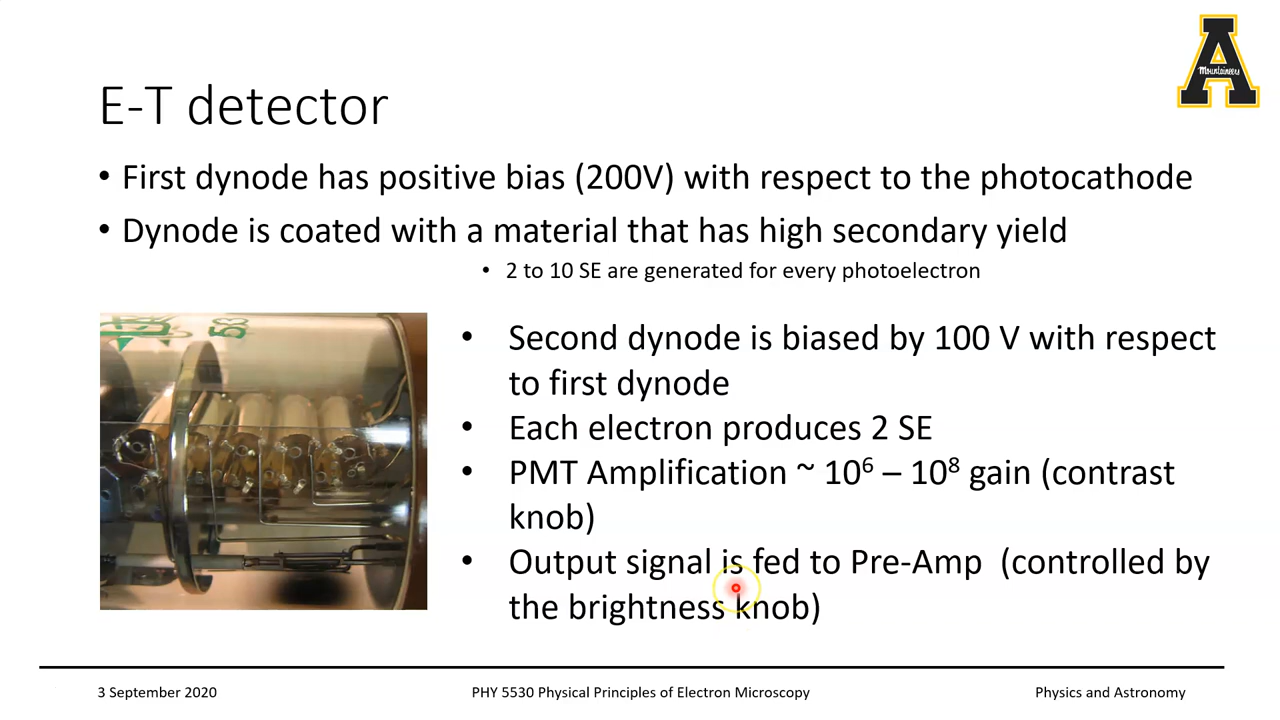 Mountaineers
E-T detector
• First dynode has positive bias (200V) with respect to the photocathode
• Dynode is coated with a material that has high secondary yield
• 2 to 10 SE are generated for every photoelectron
• Second dynode is biased by 100 V with respect
to first dynode
• Each electron produces 2 SE
• PMT Amplification ~ 10⁶ – 10⁸ gain (contrast
knob)
• Output signal is fed to Pre-Amp (controlled by
the brightness knob)
3 September 2020
PHY 5530 Physical Principles of Electron Microscopy
Physics and Astronomy